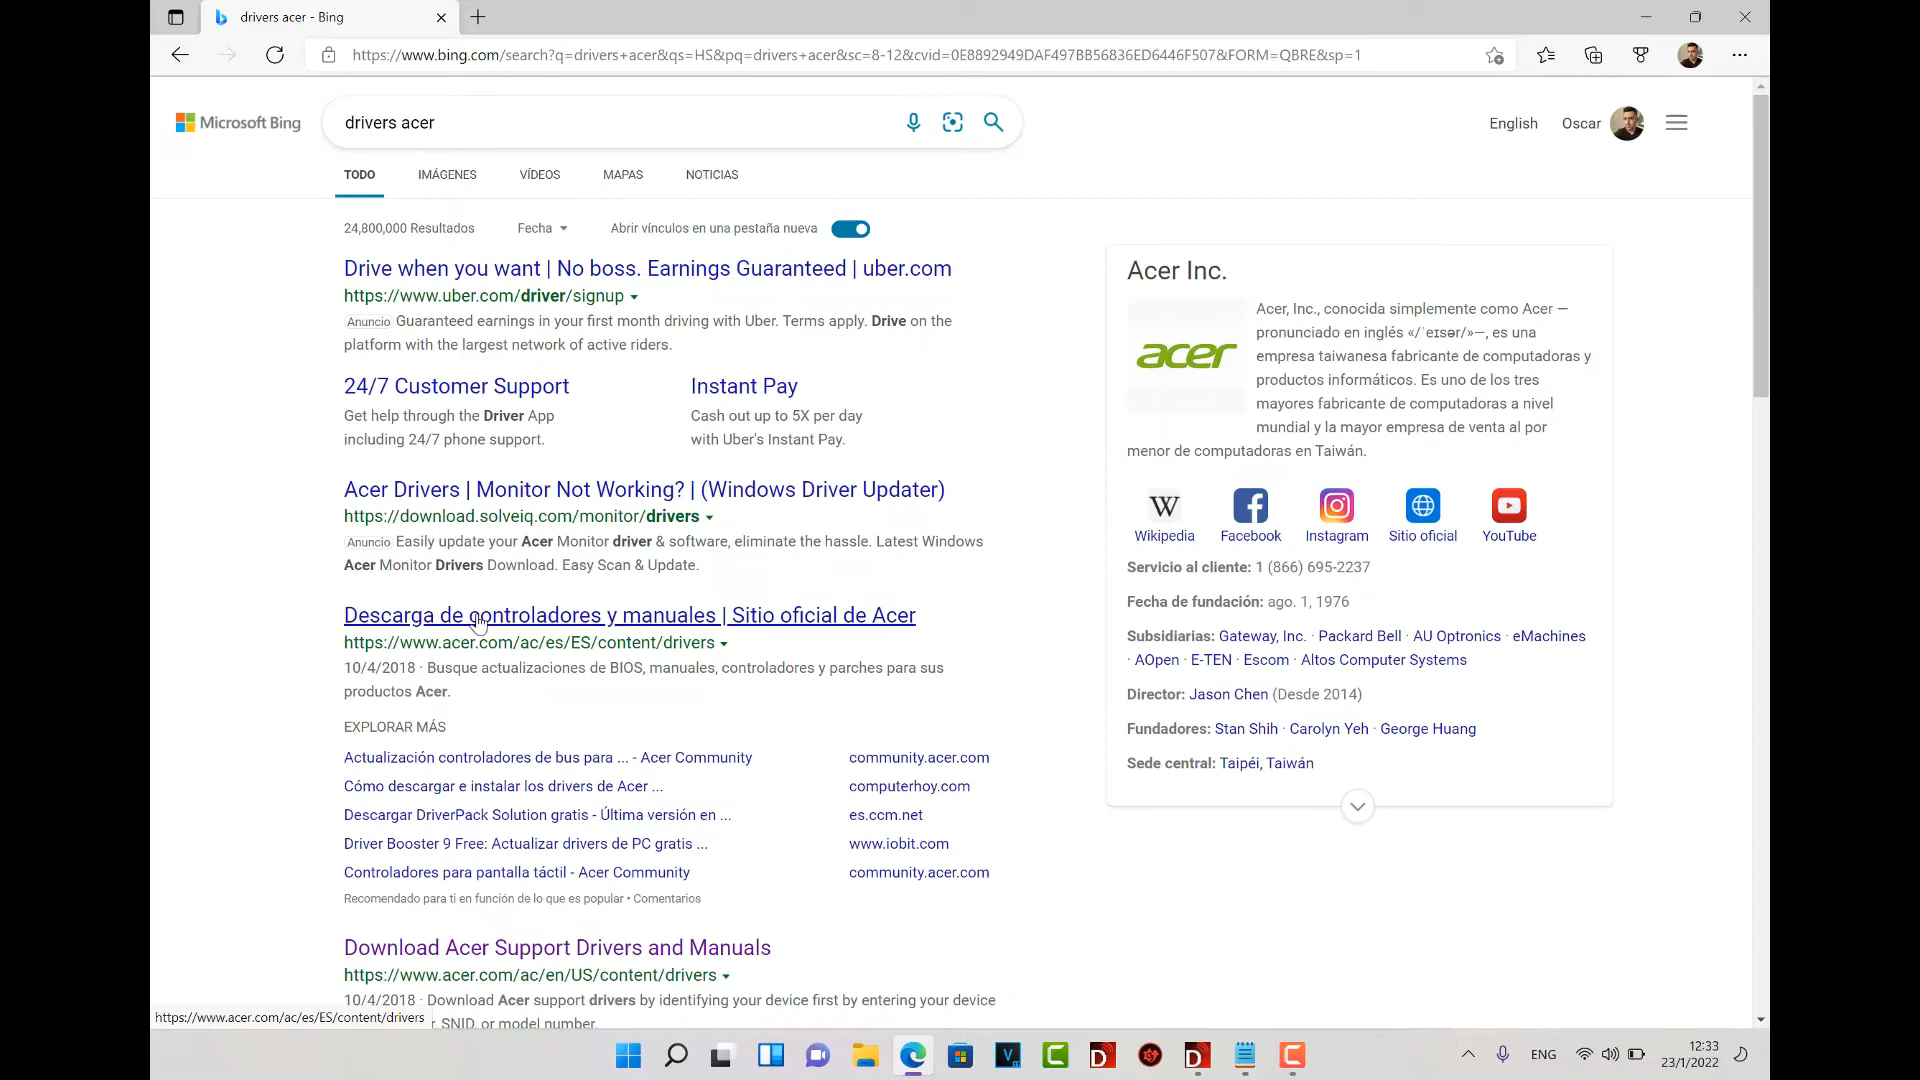 drivers acer - Bing
https://www.bing.com/search?q=drivers+acer&qs=HS&pq=drivers+acer&sc=8-12&cvid=0E8892949DAF497BB56836ED6446F507&FORM=QBRE&sp=1
Microsoft Bing
drivers acer
English
Oscar
TODO
IMÁGENES
VÍDEOS
MAPAS
NOTICIAS
24,800,000 Resultados
Fecha
Abrir vínculos en una pestaña nueva
Drive when you want | No boss. Earnings Guaranteed | uber.com
https://www.uber.com/driver/signup
Anuncio Guaranteed earnings in your first month driving with Uber. Terms apply. Drive on the
platform with the largest network of active riders.
24/7 Customer Support
Get help through the Driver App
including 24/7 phone support.
Instant Pay
Cash out up to 5X per day
with Uber's Instant Pay.
Acer Drivers | Monitor Not Working? | (Windows Driver Updater)
https://download.solveiq.com/monitor/drivers
Anuncio Easily update your Acer Monitor driver & software, eliminate the hassle. Latest Windows
Acer Monitor Drivers Download. Easy Scan & Update.
Descarga de controladores y manuales | Sitio oficial de Acer
https://www.acer.com/ac/es/ES/content/drivers
10/4/2018 · Busque actualizaciones de BIOS, manuales, controladores y parches para sus
productos Acer.
EXPLORAR MÁS
Actualización controladores de bus para ... - Acer Community
community.acer.com
Cómo descargar e instalar los drivers de Acer ...
computerhoy.com
Descargar DriverPack Solution gratis - Última versión en ...
es.ccm.net
Driver Booster 9 Free: Actualizar drivers de PC gratis ...
www.iobit.com
Controladores para pantalla táctil - Acer Community
community.acer.com
Recomendado para ti en función de lo que es popular • Comentarios
Download Acer Support Drivers and Manuals
https://www.acer.com/ac/en/US/content/drivers
10/4/2018 · Download Acer support drivers by identifying your device first by entering your device
SNID, or model number.
https://www.acer.com/ac/es/ES/content/drivers
Acer Inc.
acer
Acer, Inc., conocida simplemente como Acer —
pronunciado en inglés «/ˈeɪsər/»—, es una
empresa taiwanesa fabricante de computadoras y
productos informáticos. Es uno de los tres
mayores fabricante de computadoras a nivel
mundial y la mayor empresa de venta al por
menor de computadoras en Taiwán.
W
Wikipedia
Facebook
Instagram
Sitio oficial
YouTube
Servicio al cliente: 1 (866) 695-2237
Fecha de fundación: ago. 1, 1976
Subsidiarias: Gateway, Inc. · Packard Bell · AU Optronics · eMachines
· AOpen · E-TEN · Escom · Altos Computer Systems
Director: Jason Chen (Desde 2014)
Fundadores: Stan Shih · Carolyn Yeh · George Huang
Sede central: Taipéi, Taiwán
ENG
12:33
23/1/2022